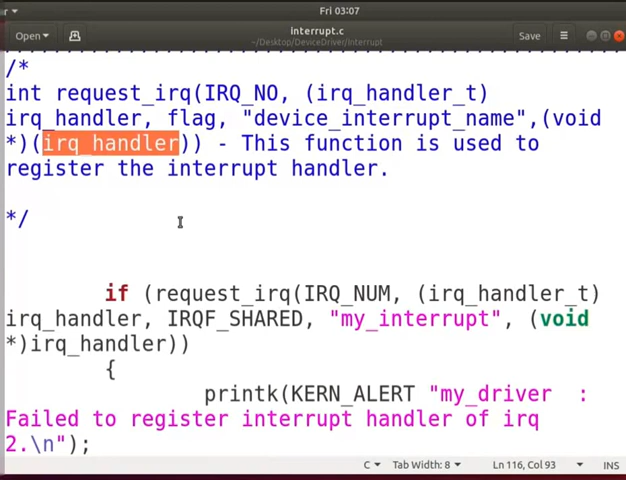 r
Fri 03:07
Open
interrupt.c
~/Desktop/DeviceDriver/Interrupt
Save
/*
int request_irq(IRQ_NO, (irq_handler_t)
irq_handler, flag, "device_interrupt_name",(void
*)(irq_handler)) - This function is used to
register the interrupt handler.
*/
if (request_irq(IRQ_NUM, (irq_handler_t)
irq_handler, IRQF_SHARED, "my_interrupt", (void
*)irq_handler))
{
printk(KERN_ALERT "my_driver :
Failed to register interrupt handler of irq
2.\n");
C Tab Width: 8 Ln 116, Col 93 INS